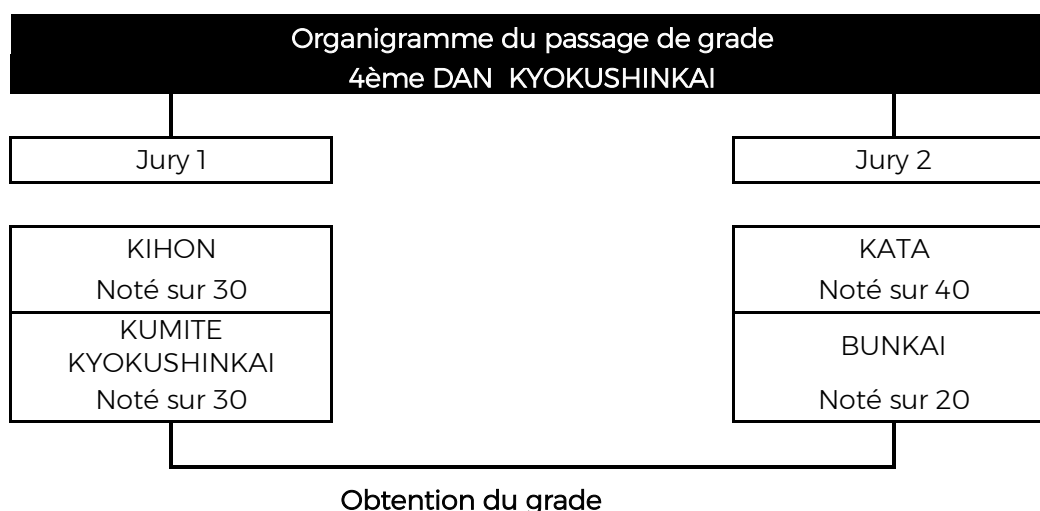 Organigramme du passage de grade
4ème DAN KYOKUSHINKAI
Jury 1
Jury 2
KIHON
Noté sur 30
KATA
Noté sur 40
KUMITE
KYOKUSHINKAI
Noté sur 30
BUNKAI
Noté sur 20
Obtention du grade